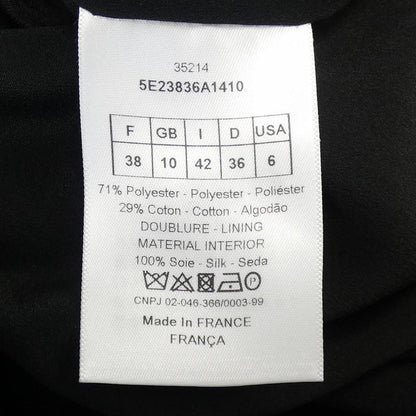 35214
5E23836A1410
F GB I D USA
38 10 42 36 6
71% Polyester - Polyester - Poliéster
29% Coton - Cotton - Algodão
DOUBLURE - LINING
MATERIAL INTERIOR
100% Soie - Silk - Seda
CNPJ 02-046-366/0003-99
Made In FRANCE
FRANÇA